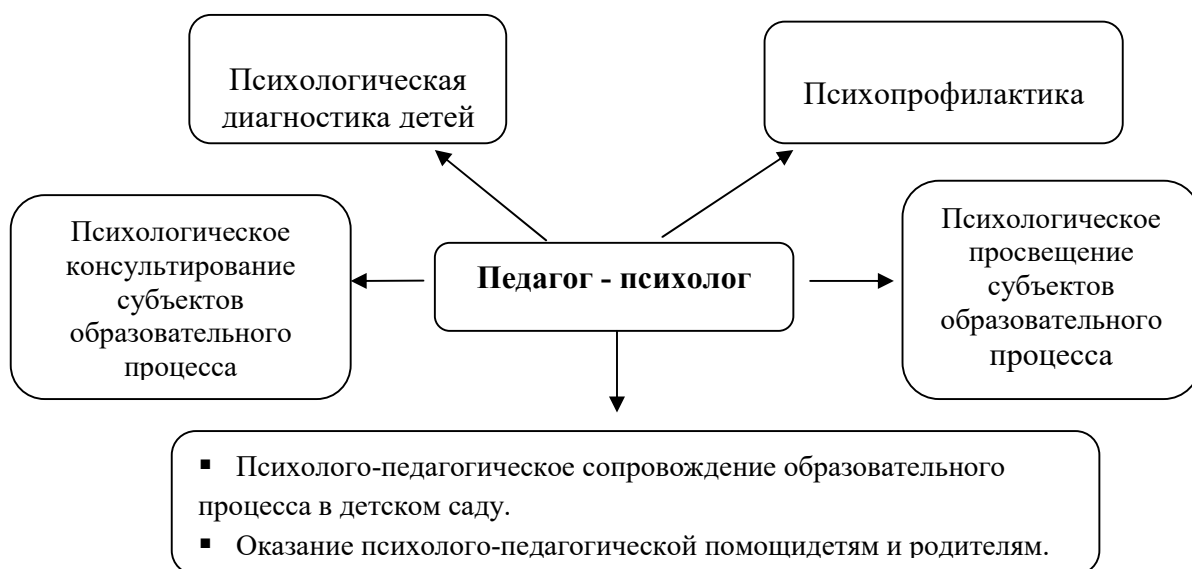 Психологическая
диагностика детей
Психопрофилактика
Психологическое
консультирование
субъектов
образовательного
процесса
Педагог - психолог
Психологическое
просвещение
субъектов
образовательного
процесса
▪ Психолого-педагогическое сопровождение образовательного
процесса в детском саду.
▪ Оказание психолого-педагогической помощидетям и родителям.